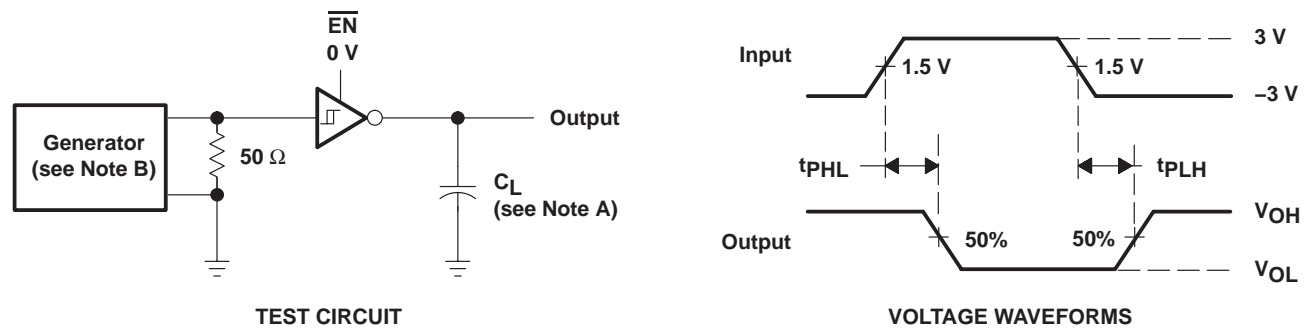 EN
0 V
Generator
(see Note B)
50 Ω
Output
CL
(see Note A)
TEST CIRCUIT
Input
3 V
1.5 V
1.5 V
–3 V
tPHL
tPLH
Output
50%
50%
VOH
VOL
VOLTAGE WAVEFORMS